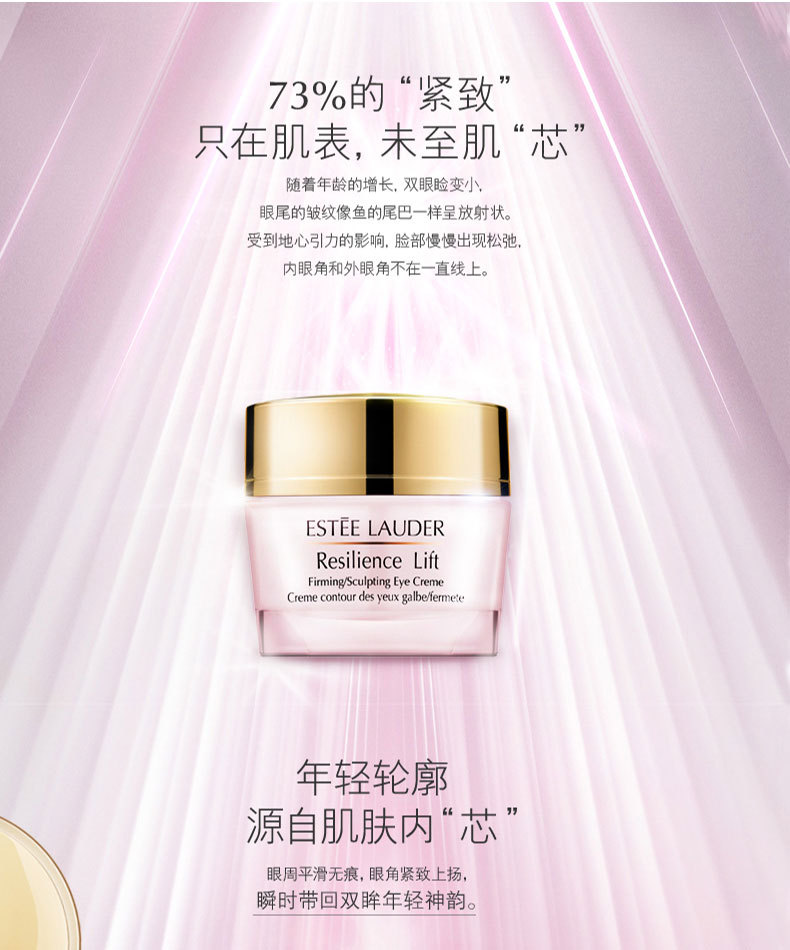 73%的“紧致”
只在肌表, 未至肌“芯”
随着年龄的增长, 双眼睑变小,
眼尾的皱纹像鱼的尾巴一样呈放射状。
受到地心引力的影响, 脸部慢慢出现松弛,
内眼角和外眼角不在一直线上。
ESTĒE LAUDER
Resilience Lift
Firming/Sculpting Eye Creme
Creme contour des yeux galbe/fermete
年轻轮廓
源自肌肤内“芯”
眼周平滑无痕, 眼角紧致上扬,
瞬时带回双眸年轻神韵。